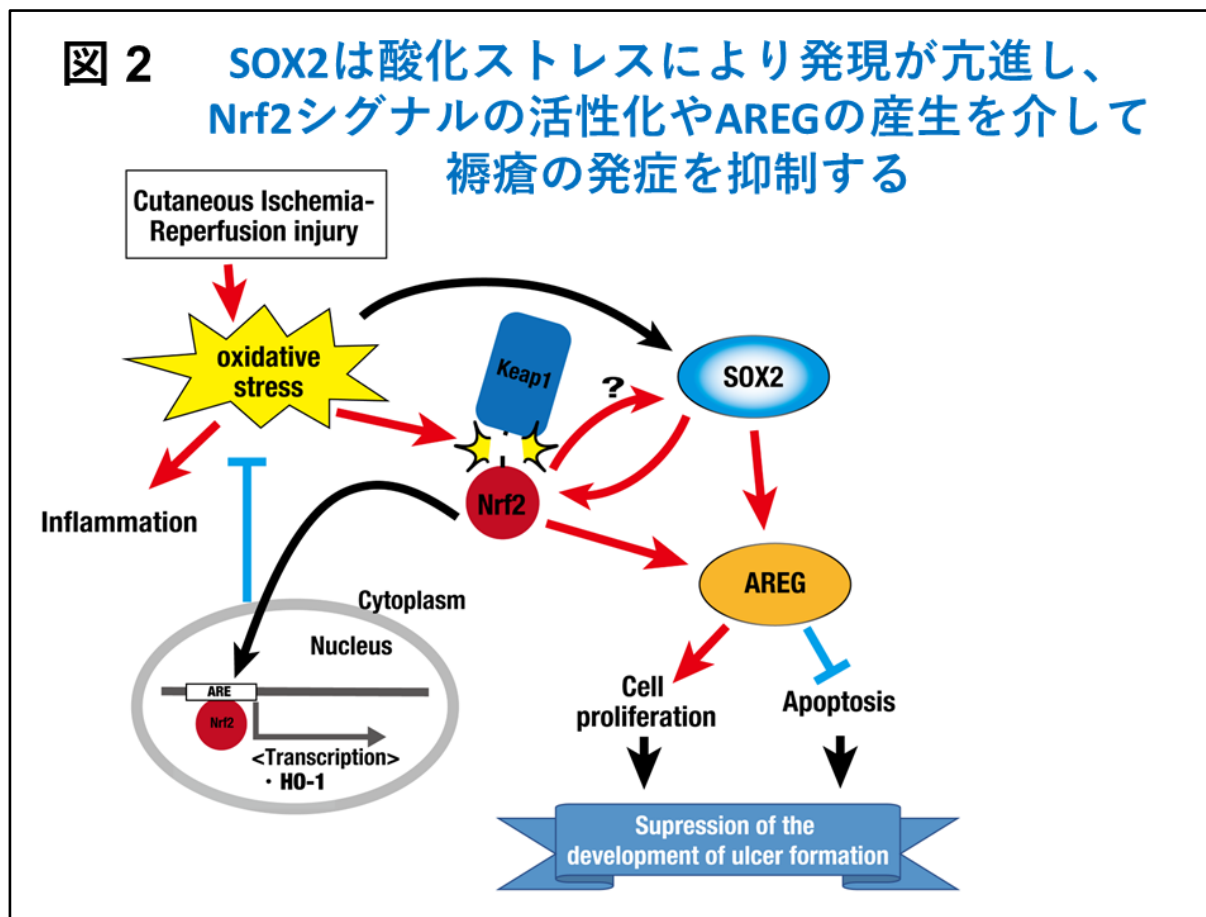 図 2
SOX2は酸化ストレスにより発現が亢進し、
Nrf2シグナルの活性化やAREGの産生を介して
褥瘡の発症を抑制する
Cutaneous Ischemia-
Reperfusion injury
oxidative
stress
Keap1
?
SOX2
Nrf2
Inflammation
AREG
Cytoplasm
Nucleus
ARE
Nrf2
<Transcription>
・HO-1
Cell
proliferation
Apoptosis
Supression of the
development of ulcer formation